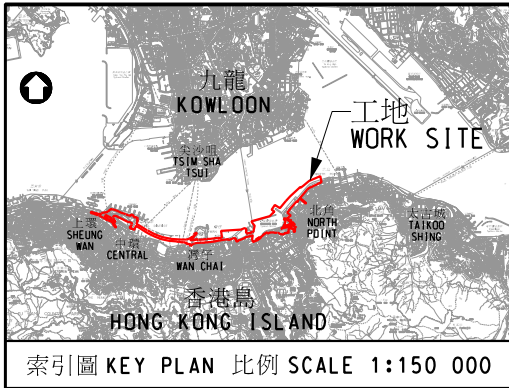 九龍
KOWLOON
工地
WORK SITE
尖沙咀
TSIM SHA
TSUI
上環
SHEUNG
WAN
中環
CENTRAL
灣仔
WAN CHAI
北角
NORTH
POINT
太古城
TAIKOO
SHING
香港島
HONG KONG ISLAND
索引圖 KEY PLAN 比例 SCALE 1:150 000